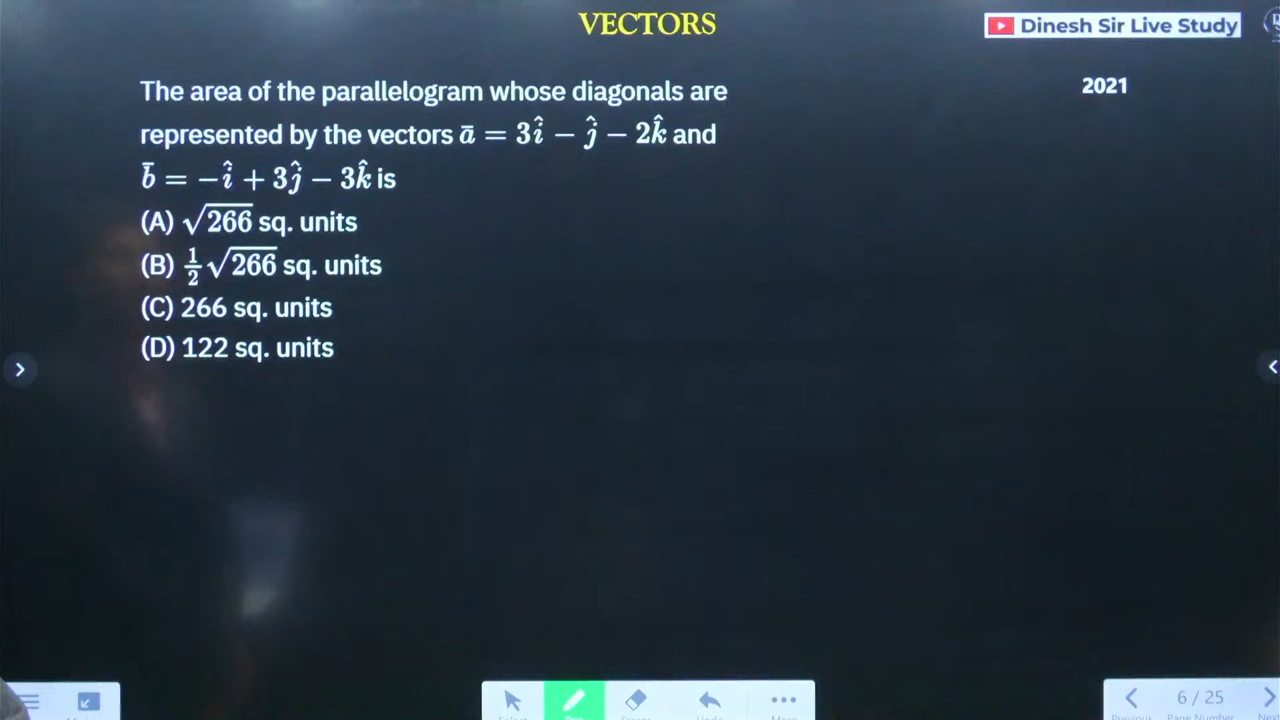 VECTORS
Dinesh Sir Live Study
2021
The area of the parallelogram whose diagonals are
represented by the vectors a̅ = 3î − ĵ − 2k̂ and
b̅ = −î + 3ĵ − 3k̂ is
(A) √266 sq. units
(B) 1/2 √266 sq. units
(C) 266 sq. units
(D) 122 sq. units
6 / 25